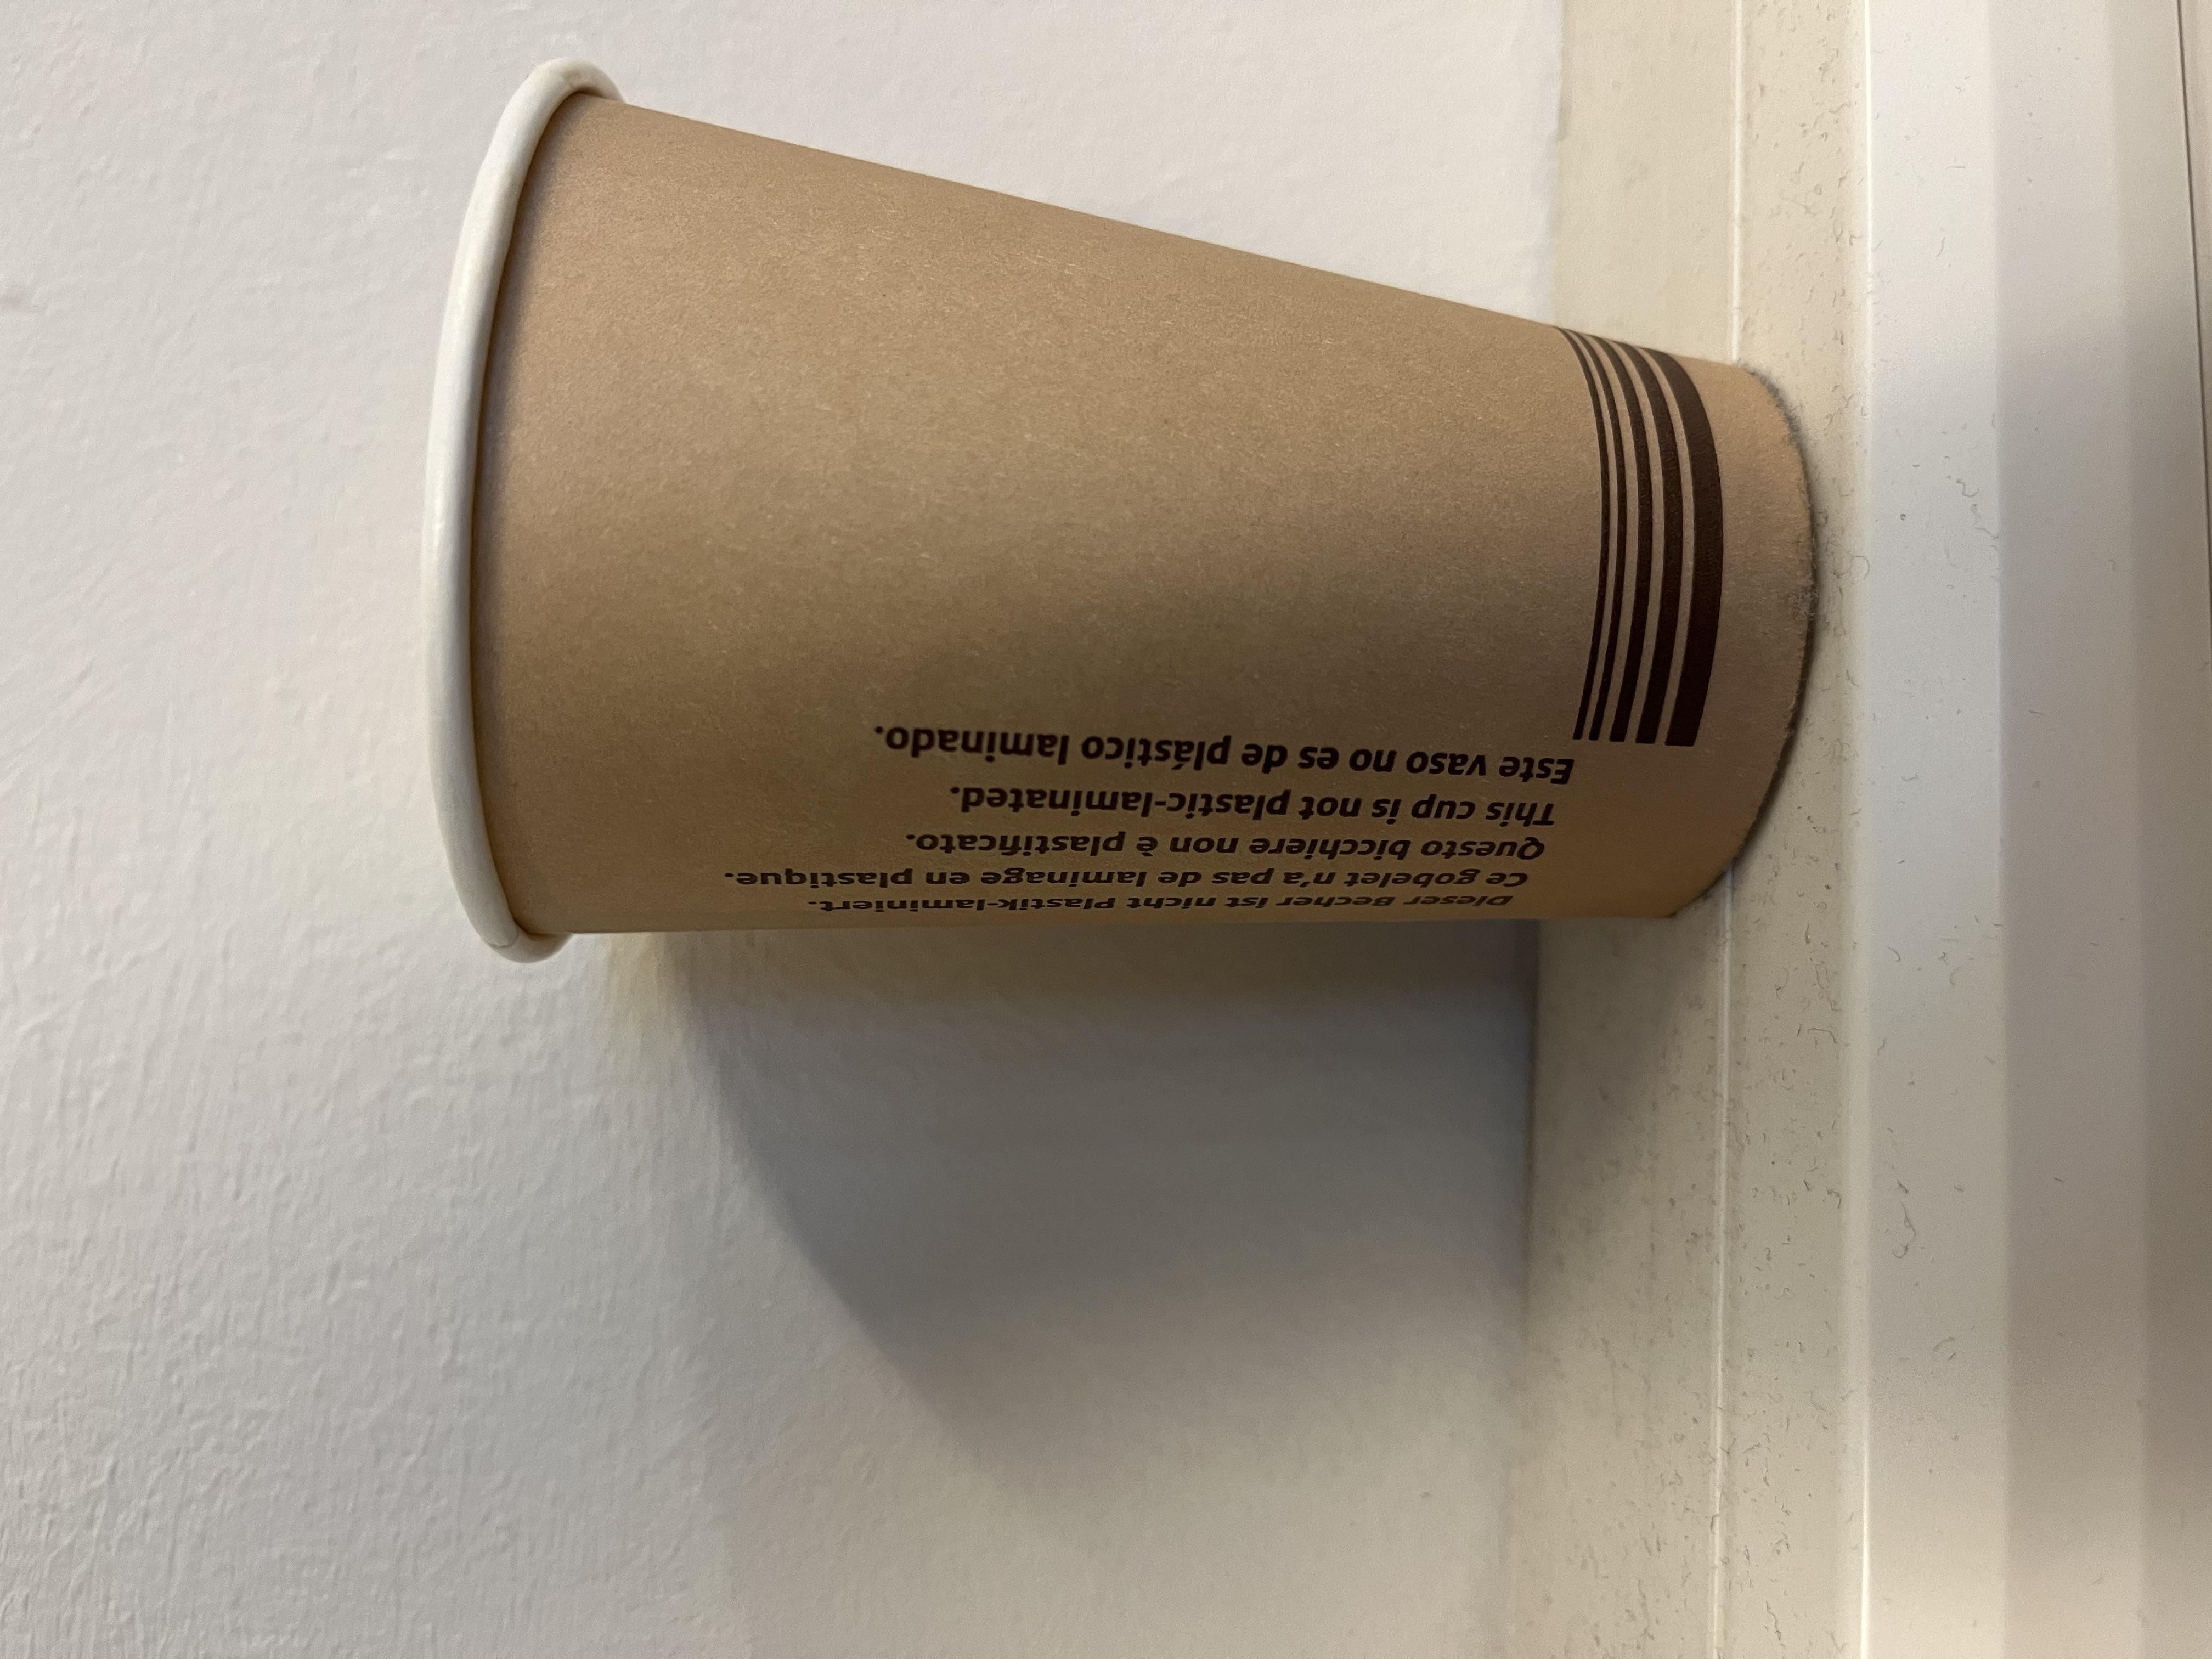 Dieser Becher ist nicht Plastik-laminiert.
Ce gobelet n'a pas de laminage en plastique.
Questo bicchiere non è plastificato.
This cup is not plastic-laminated.
Este vaso no es de plástico laminado.